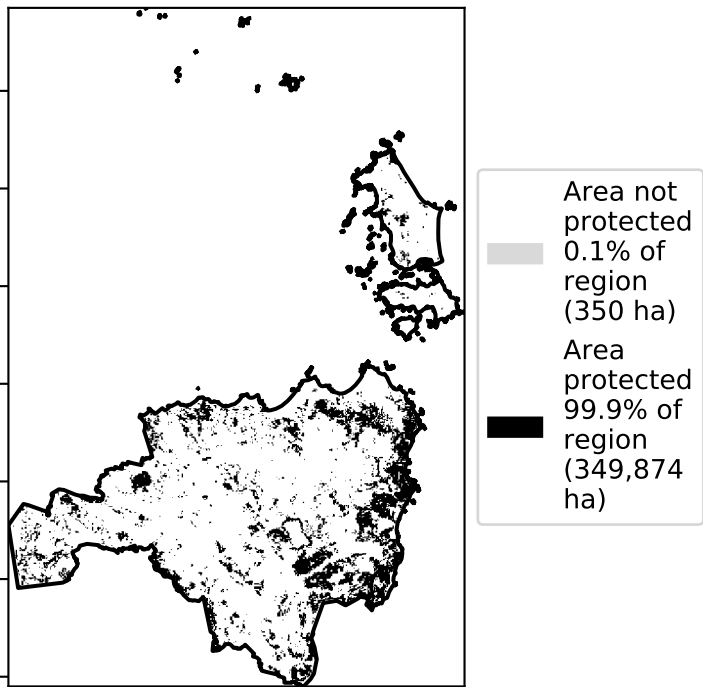 Area not
protected
0.1% of
region
(350 ha)
Area
protected
99.9% of
region
(349,874
ha)